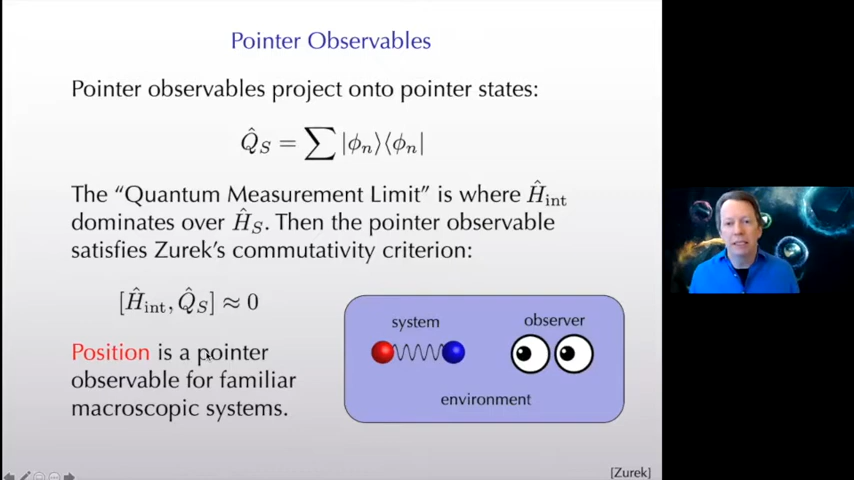 Pointer Observables
Pointer observables project onto pointer states:
Q̂_S = ∑ |ϕ_n⟩⟨ϕ_n|
The “Quantum Measurement Limit” is where Ĥ_int
dominates over Ĥ_S. Then the pointer observable
satisfies Zurek’s commutativity criterion:
[Ĥ_int, Q̂_S] ≈ 0
Position is a pointer
observable for familiar
macroscopic systems.
system
observer
environment
[Zurek]